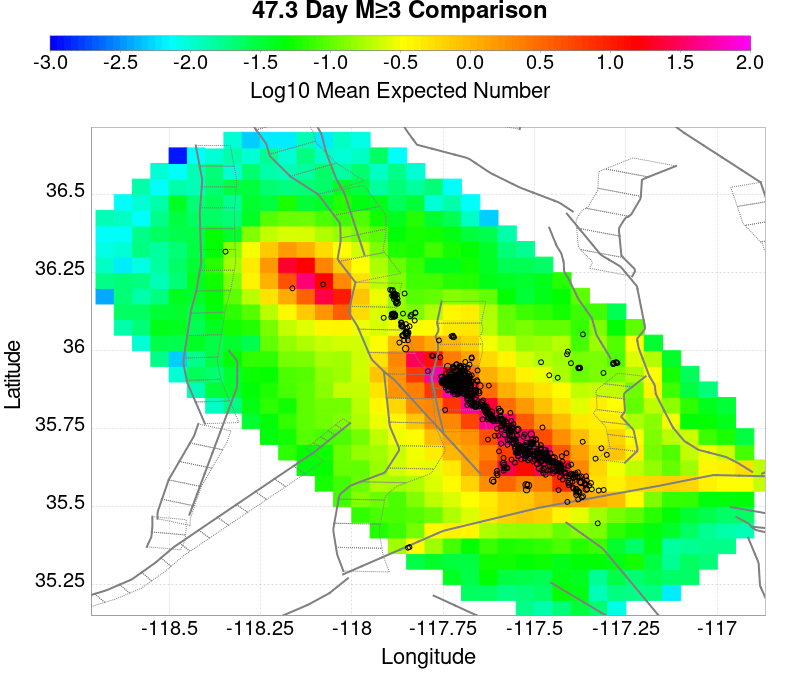 47.3 Day M≥3 Comparison
-3.0 -2.5 -2.0 -1.5 -1.0 -0.5 0.0 0.5 1.0 1.5 2.0
Log10 Mean Expected Number
36.5
36.25
36
35.75
35.5
35.25
Latitude
-118.5 -118.25 -118 -117.75 -117.5 -117.25 -117
Longitude